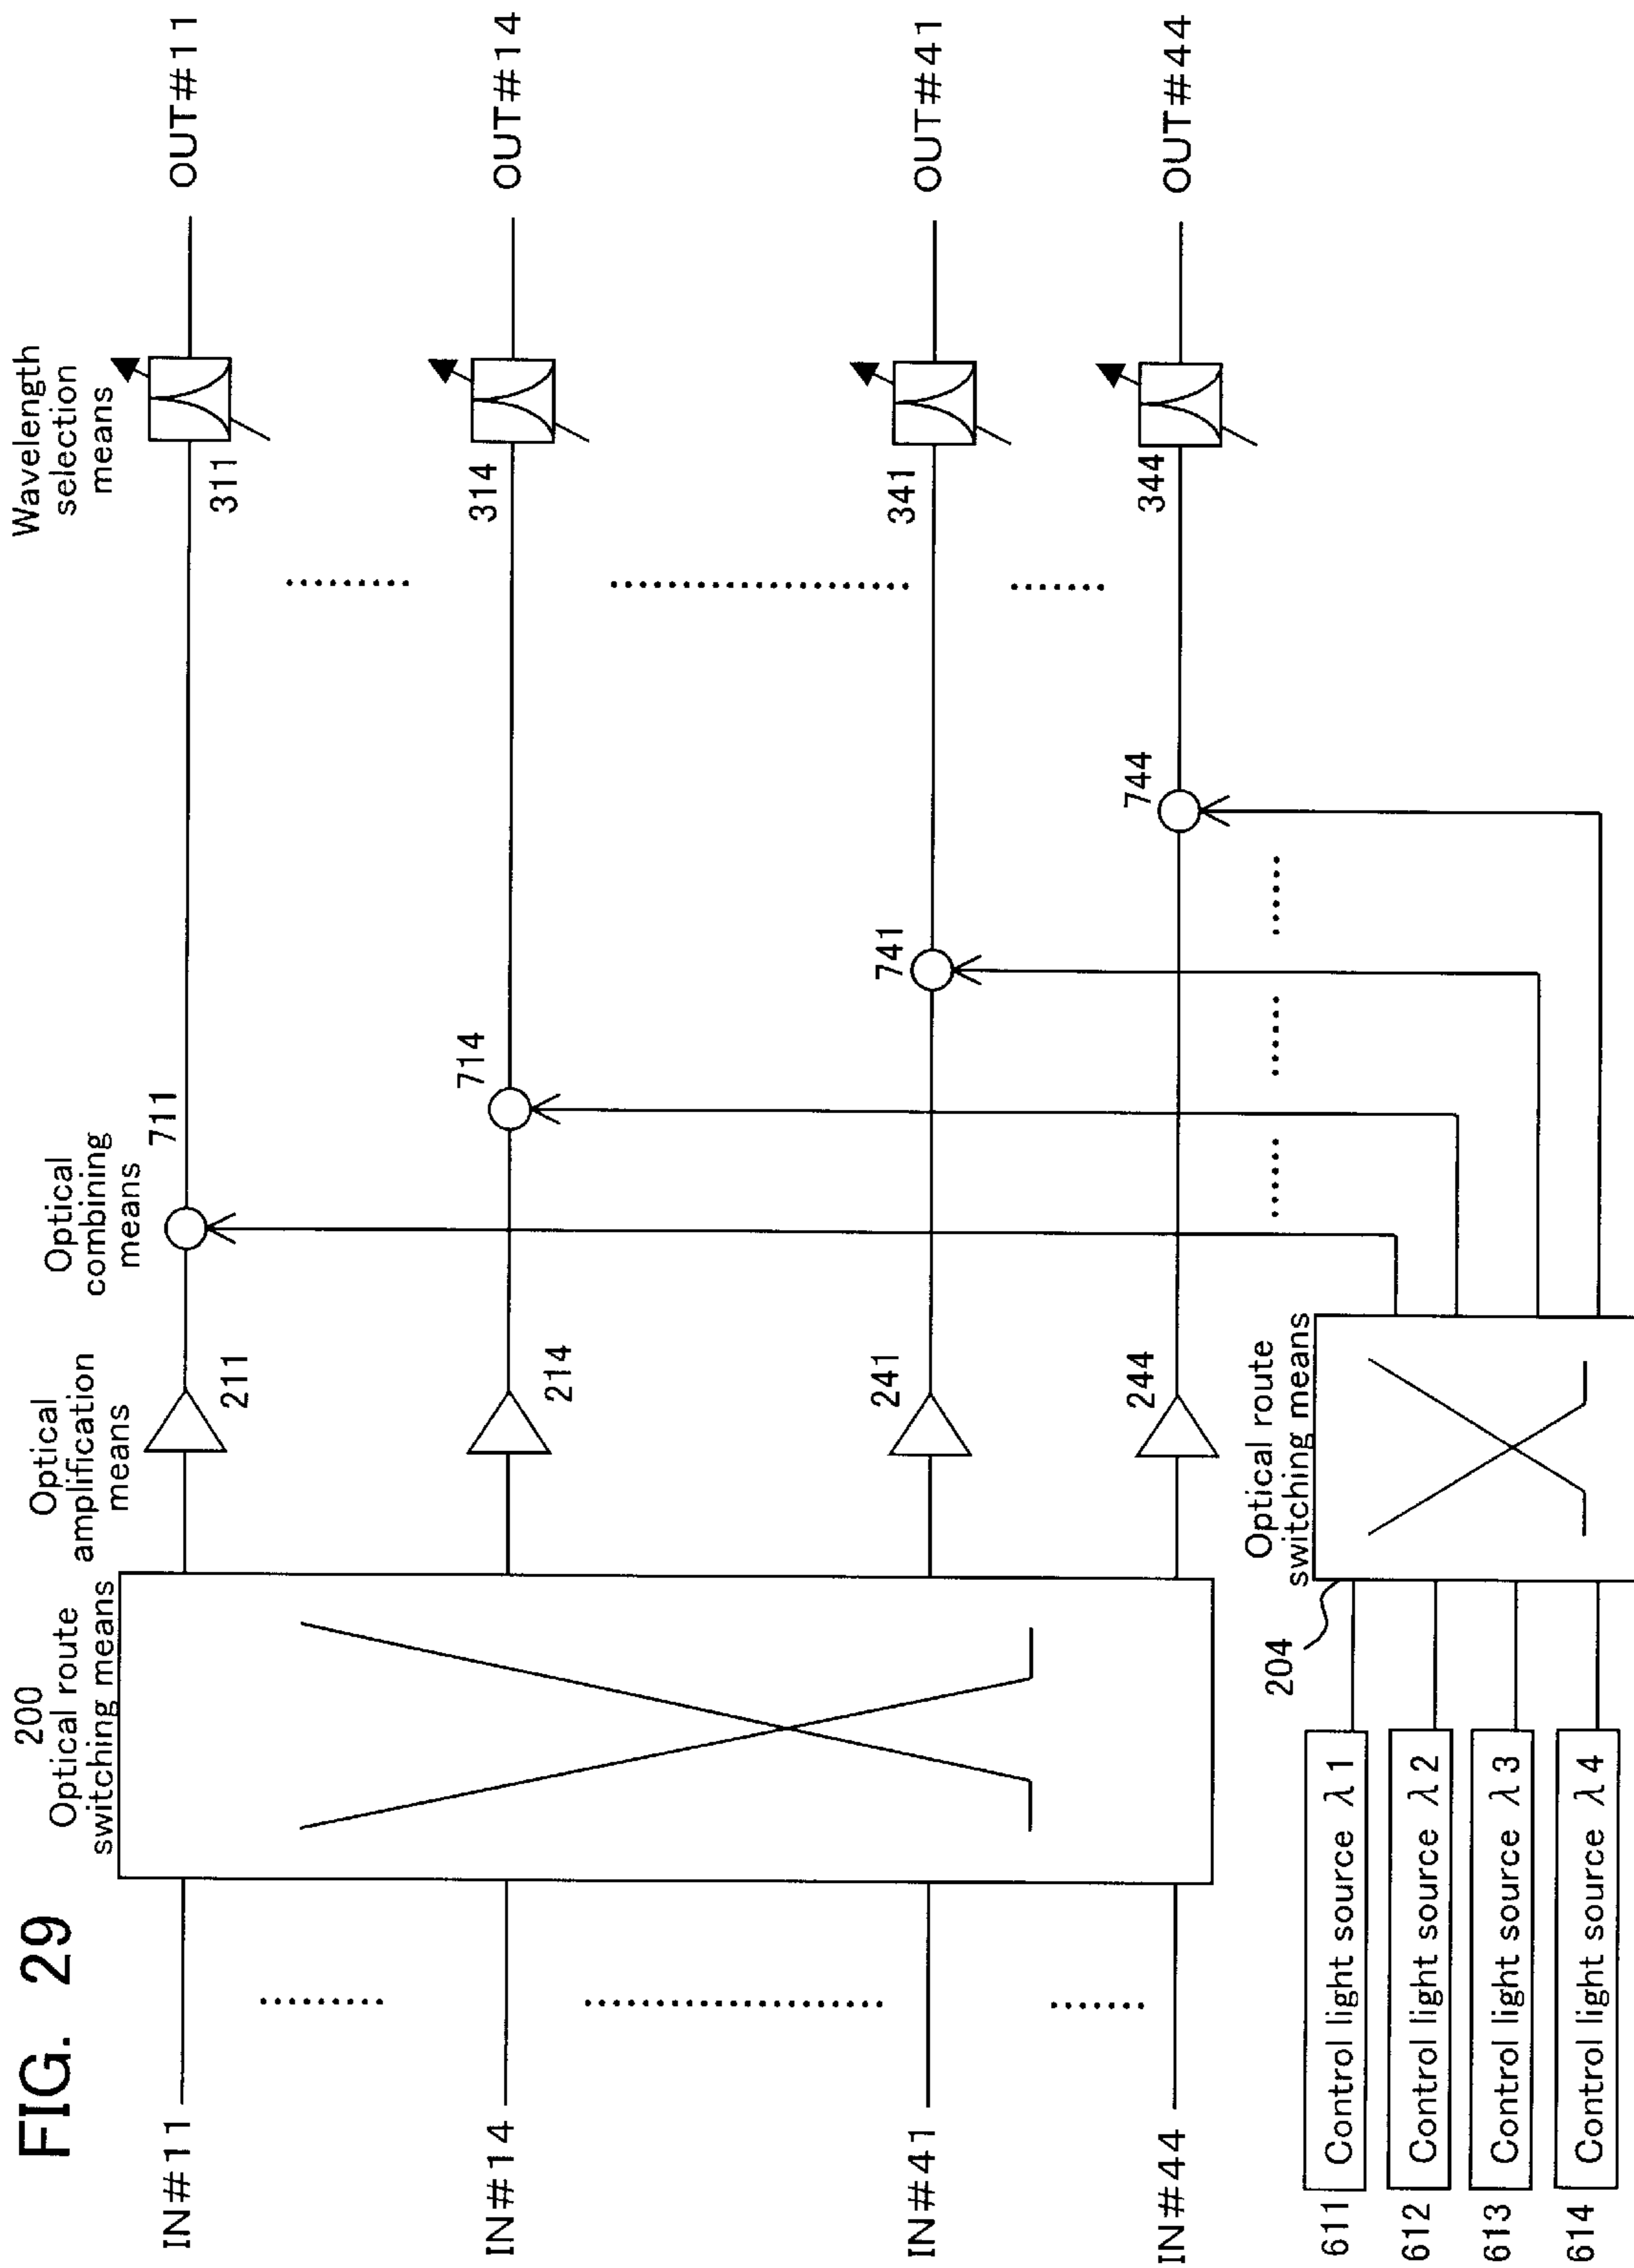 FIG. 29
200
Optical route
switching means
Optical
amplification
means
Optical
combining
means
Wavelength
selection
means
IN#11
211
711
311
OUT#11
IN#14
214
714
314
OUT#14
IN#41
241
741
341
OUT#41
IN#44
244
744
344
OUT#44
204
Optical route
switching means
611
Control light source λ1
612
Control light source λ2
613
Control light source λ3
614
Control light source λ4